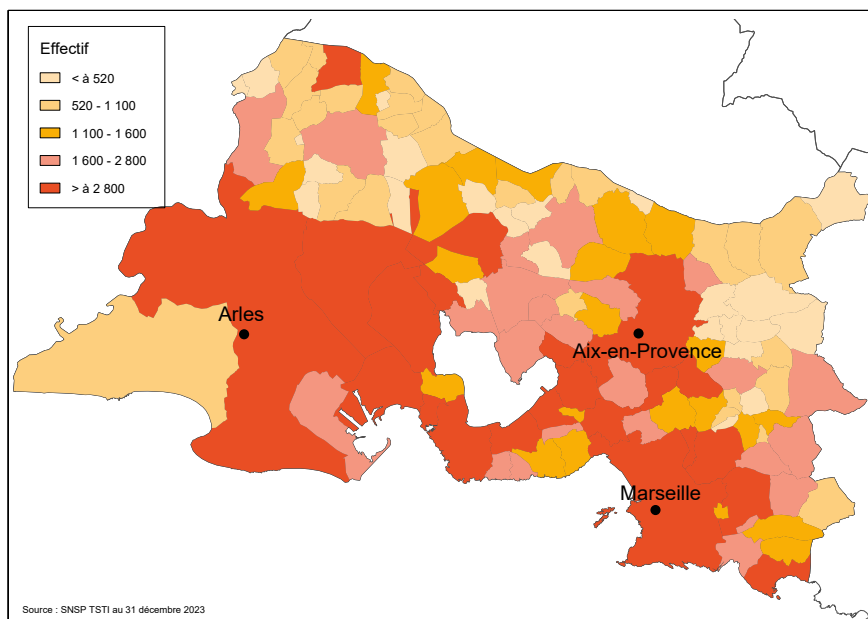 Effectif
< à 520
520 - 1 100
1 100 - 1 600
1 600 - 2 800
> à 2 800
Arles
Aix-en-Provence
Marseille
Source : SNSP TSTI au 31 décembre 2023